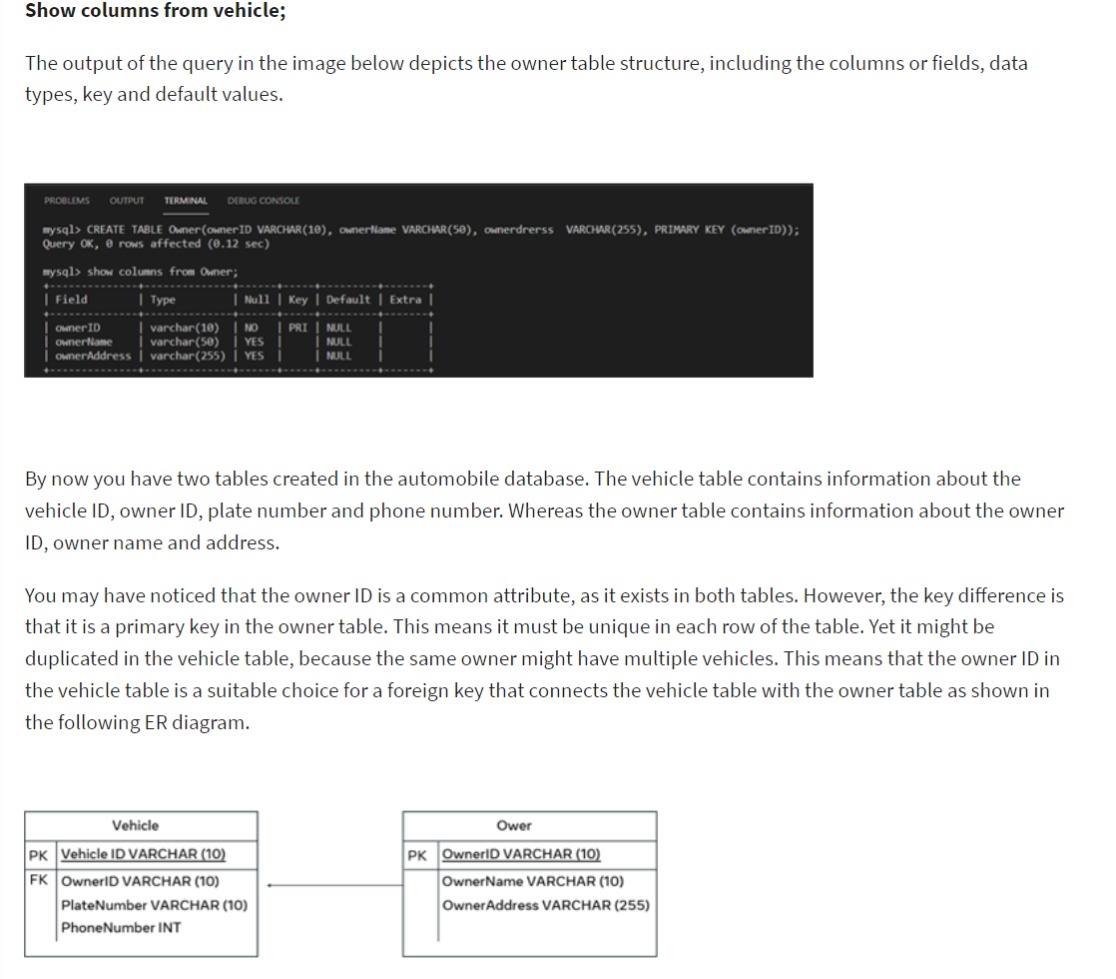 Show columns from vehicle;
The output of the query in the image below depicts the owner table structure, including the columns or fields, data
types, key and default values.
PROBLEMS OUTPUT TERMINAL DEBUG CONSOLE
mysql> CREATE TABLE Owner(ownerID VARCHAR(10), ownerName VARCHAR(50), ownerdrerss VARCHAR(255), PRIMARY KEY (ownerID));
Query OK, 0 rows affected (0.12 sec)
mysql> show columns from Owner;
+--------------+--------------+------+-----+---------+-------+
| Field | Type | Null | Key | Default | Extra |
+--------------+--------------+------+-----+---------+-------+
| ownerID | varchar(10) | NO | PRI | NULL | |
| ownerName | varchar(50) | YES | | NULL | |
| ownerAddress | varchar(255) | YES | | NULL | |
+--------------+--------------+------+-----+---------+-------+
By now you have two tables created in the automobile database. The vehicle table contains information about the
vehicle ID, owner ID, plate number and phone number. Whereas the owner table contains information about the owner
ID, owner name and address.
You may have noticed that the owner ID is a common attribute, as it exists in both tables. However, the key difference is
that it is a primary key in the owner table. This means it must be unique in each row of the table. Yet it might be
duplicated in the vehicle table, because the same owner might have multiple vehicles. This means that the owner ID in
the vehicle table is a suitable choice for a foreign key that connects the vehicle table with the owner table as shown in
the following ER diagram.
Vehicle
PK Vehicle ID VARCHAR (10)
FK OwnerID VARCHAR (10)
PlateNumber VARCHAR (10)
PhoneNumber INT
Ower
PK OwnerID VARCHAR (10)
OwnerName VARCHAR (10)
OwnerAddress VARCHAR (255)